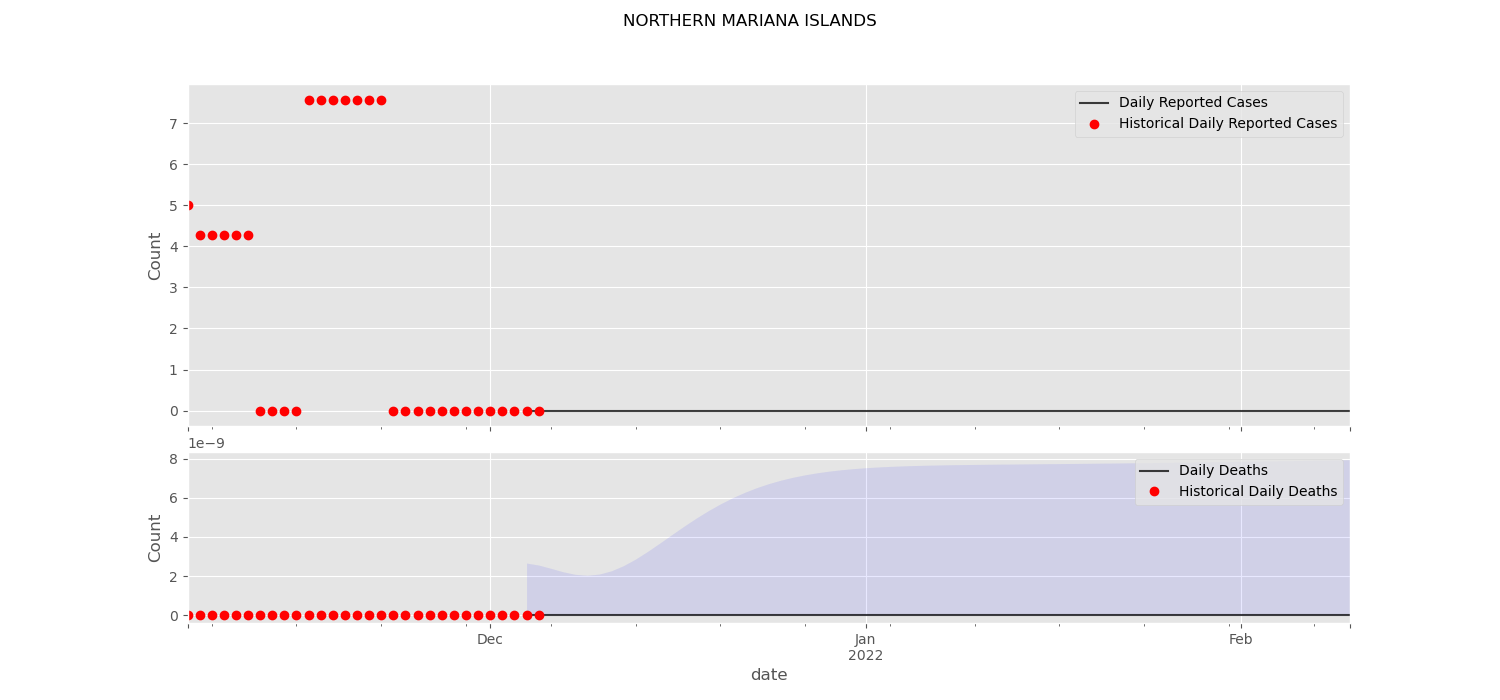 NORTHERN MARIANA ISLANDS
Daily Reported Cases
Historical Daily Reported Cases
7
6
5
4
3
2
1
0
Count
1e−9
Daily Deaths
Historical Daily Deaths
8
6
4
2
0
Count
Dec
Jan
2022
Feb
date